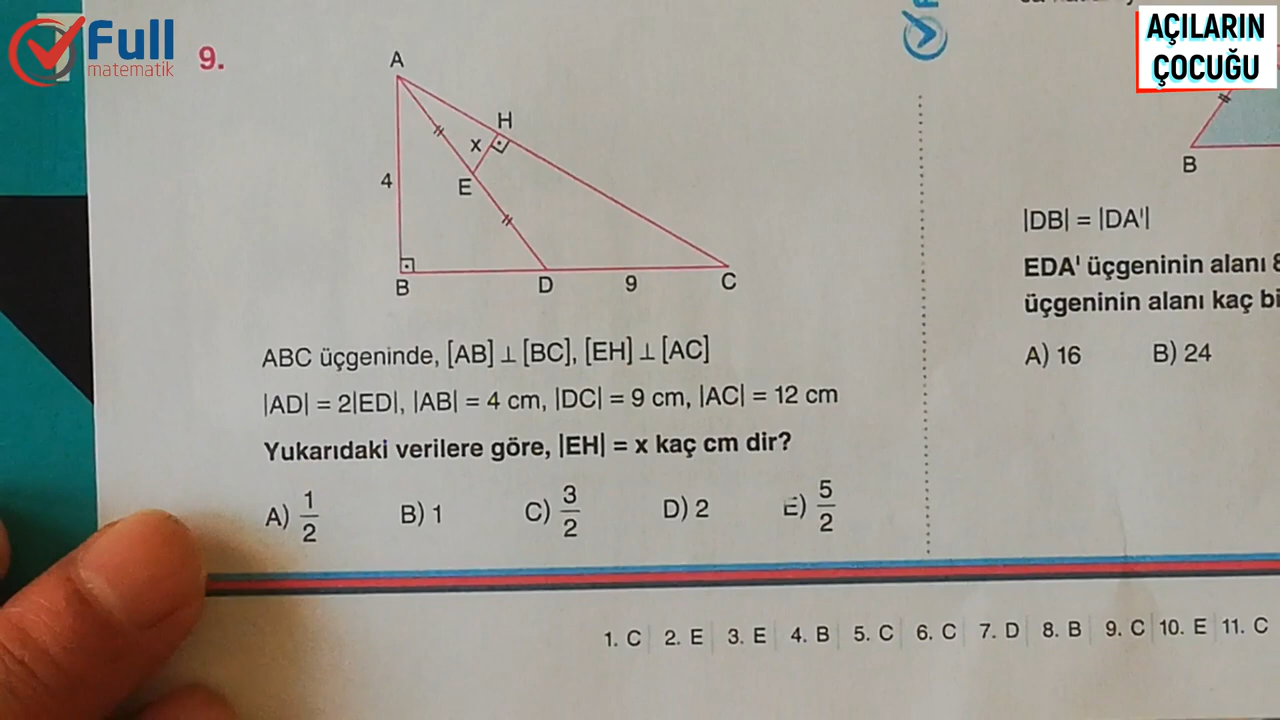 Full
matematik
AÇILARIN
ÇOCUĞU
9.
A
H
x
4
E
B
D
9
C
ABC üçgeninde, [AB] ⊥ [BC], [EH] ⊥ [AC]
|AD| = 2|ED|, |AB| = 4 cm, |DC| = 9 cm, |AC| = 12 cm
Yukarıdaki verilere göre, |EH| = x kaç cm dir?
A) 1/2 B) 1 C) 3/2 D) 2 E) 5/2
B
|DB| = |DA'|
EDA' üçgeninin alanı
üçgeninin alanı kaç
A) 16 B) 24
1. C 2. E 3. E 4. B 5. C 6. C 7. D 8. B 9. C 10. E 11. C